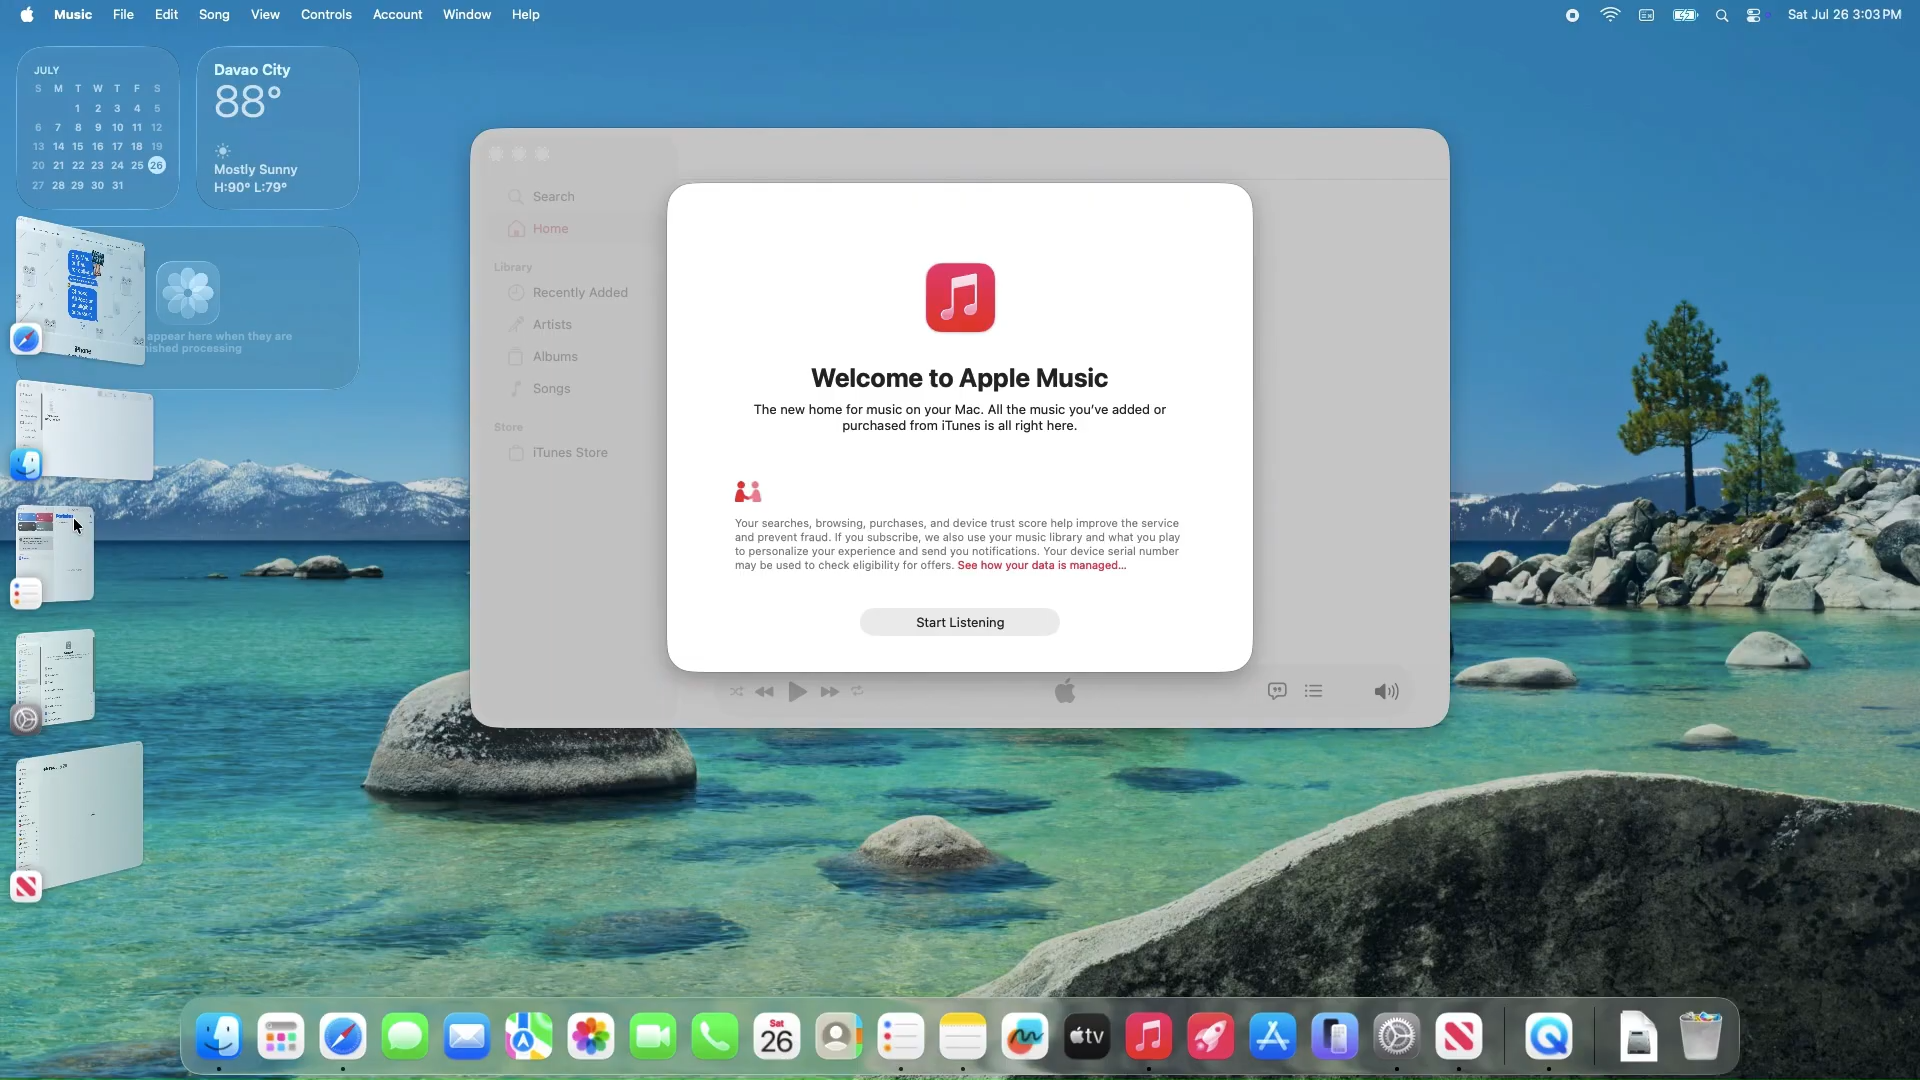 Music File Edit Song View Controls Account Window Help
Sat Jul 26 3:03 PM
JULY
S M T W T F S
1 2 3 4 5
6 7 8 9 10 11 12
13 14 15 16 17 18 19
20 21 22 23 24 25 26
27 28 29 30 31
Davao City
88°
Mostly Sunny
H:90° L:79°
appear here when they are
ished processing
iPhone
Search
Home
Library
Recently Added
Artists
Albums
Songs
Store
iTunes Store
Welcome to Apple Music
The new home for music on your Mac. All the music you've added or
purchased from iTunes is all right here.
Your searches, browsing, purchases, and device trust score help improve the service
and prevent fraud. If you subscribe, we also use your music library and what you play
to personalize your experience and send you notifications. Your device serial number
may be used to check eligibility for offers. See how your data is managed...
Start Listening
Sat
26
tv